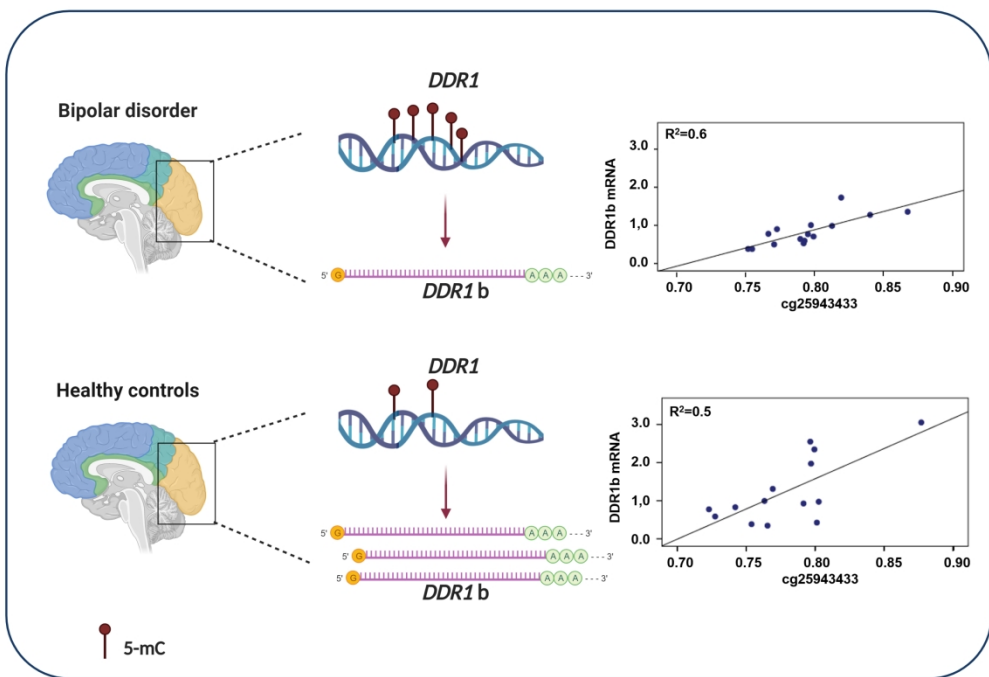 Bipolar disorder
DDR1
5' G A A A 3'
DDR1 b
R²=0.6
DDR1b mRNA
3.0
2.0
1,0
0.0
0.70 0.75 0.80 0.85 0.90
cg25943433
Healthy controls
DDR1
5' G A A A 3'
5' G A A A 3'
5' G A A A 3'
DDR1 b
R²=0.5
DDR1b mRNA
3.0
2.0
1,0
0.0
0.70 0.75 0.80 0.85 0.90
cg25943433
5-mC